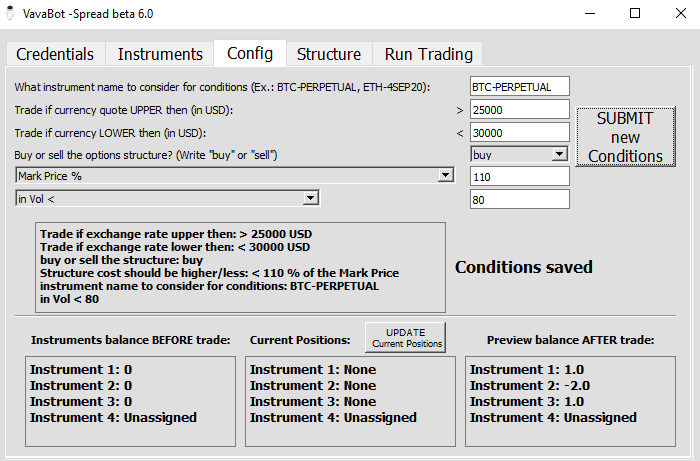 VavaBot -Spread beta 6.0
Credentials Instruments Config Structure Run Trading
What instrument name to consider for conditions (Ex.: BTC-PERPETUAL, ETH-4SEP20): BTC-PERPETUAL
Trade if currency quote UPPER then (in USD): > 25000
Trade if currency LOWER then (in USD): < 30000
SUBMIT
new
Conditions
Buy or sell the options structure? (Write "buy" or "sell") buy
Mark Price % 110
in Vol < 80
Trade if exchange rate upper then: > 25000 USD
Trade if exchange rate lower then: < 30000 USD
buy or sell the structure: buy
Structure cost should be higher/less: < 110 % of the Mark Price
instrument name to consider for conditions: BTC-PERPETUAL
in Vol < 80
Conditions saved
Instruments balance BEFORE trade:
Instrument 1: 0
Instrument 2: 0
Instrument 3: 0
Instrument 4: Unassigned
Current Positions:
UPDATE
Current Positions
Instrument 1: None
Instrument 2: None
Instrument 3: None
Instrument 4: Unassigned
Preview balance AFTER trade:
Instrument 1: 1.0
Instrument 2: -2.0
Instrument 3: 1.0
Instrument 4: Unassigned